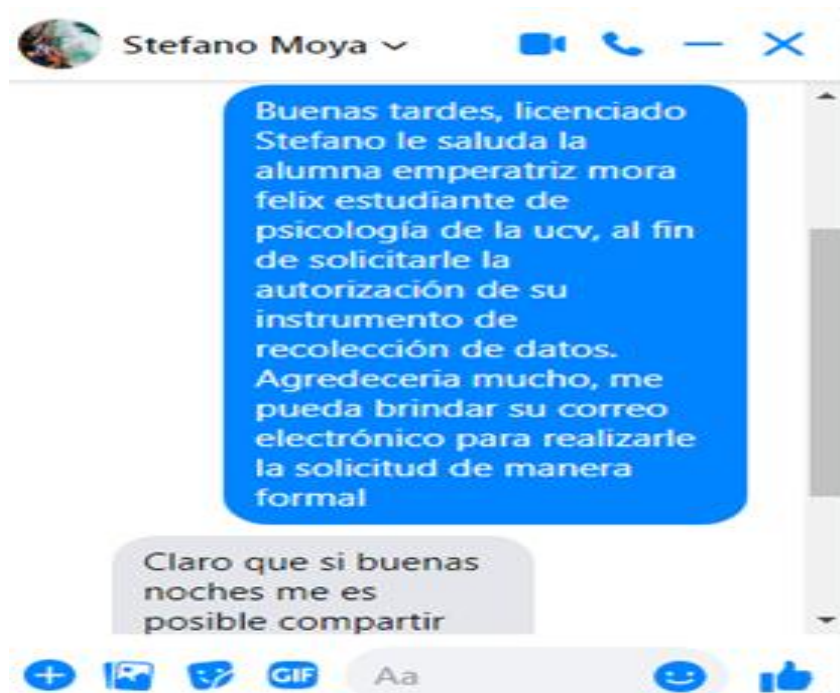 Stefano Moya
Buenas tardes, licenciado
Stefano le saluda la
alumna emperatriz mora
felix estudiante de
psicología de la ucv, al fin
de solicitarle la
autorización de su
instrumento de
recolección de datos.
Agredeceria mucho, me
pueda brindar su correo
electrónico para realizarle
la solicitud de manera
formal
Claro que si buenas
noches me es
posible compartir
GIF
Aa